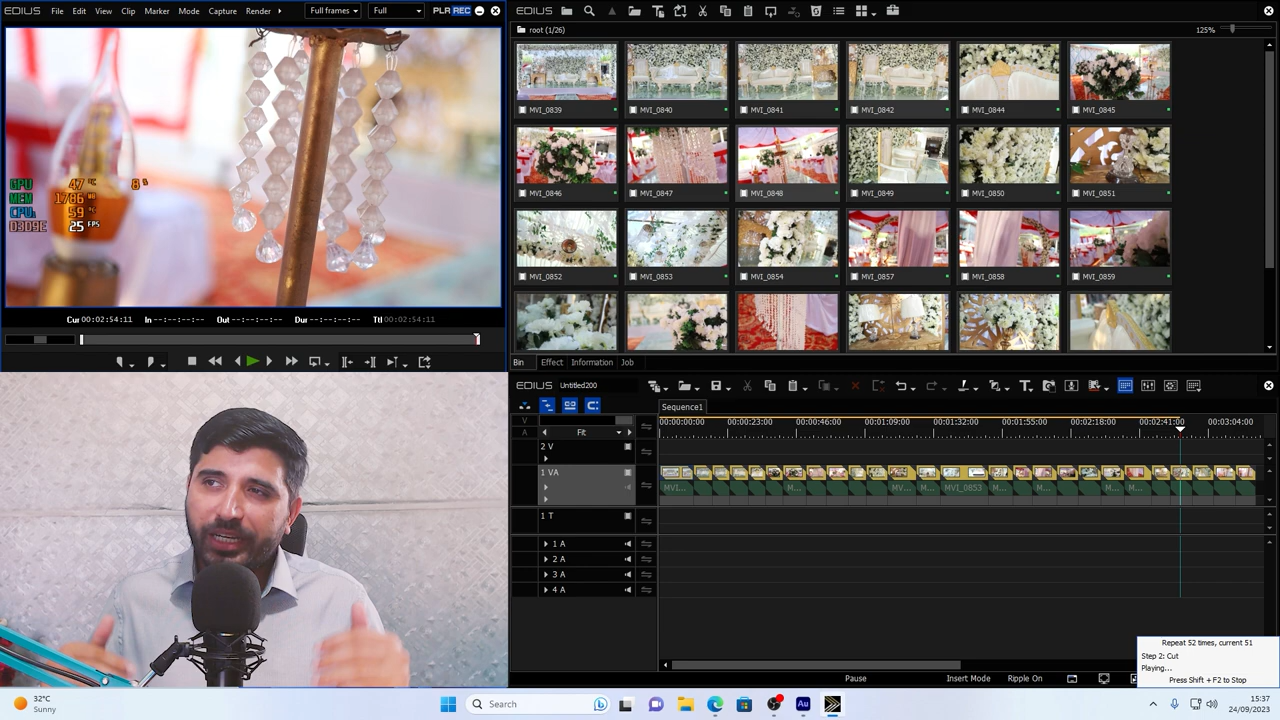 EDIUS File Edit View Clip Marker Mode Capture Render Full frames Full PLR REC
GPU 47 °C 8 %
MEM 1786 MB
CPU 59 °C
D3D9E 25 FPS
Cur 00:02:54:11 In --:--:--:-- Out --:--:--:-- Dur --:--:--:-- Ttl 00:02:54:11
EDIUS
root (1/26) 125%
MVI_0839 MVI_0840 MVI_0841 MVI_0842 MVI_0844 MVI_0845
MVI_0846 MVI_0847 MVI_0848 MVI_0849 MVI_0850 MVI_0851
MVI_0852 MVI_0853 MVI_0854 MVI_0857 MVI_0858 MVI_0859
Bin Effect Information Job
EDIUS Untitled200
Sequence1
V
A
Fit
00:00:00:00 00:00:23:00 00:00:46:00 00:01:09:00 00:01:32:00 00:01:55:00 00:02:18:00 00:02:41:00 00:03:04:00
2 V
1 VA
MVI... M... MV... M... MVI_0853 M... M... M... M...
1 T
1 A
2 A
3 A
4 A
Repeat 52 times, current 51
Step 2: Cut
Playing...
Press Shift + F2 to Stop
Pause Insert Mode Ripple On
32°C
Sunny
Search
Au
15:37
24/09/2023